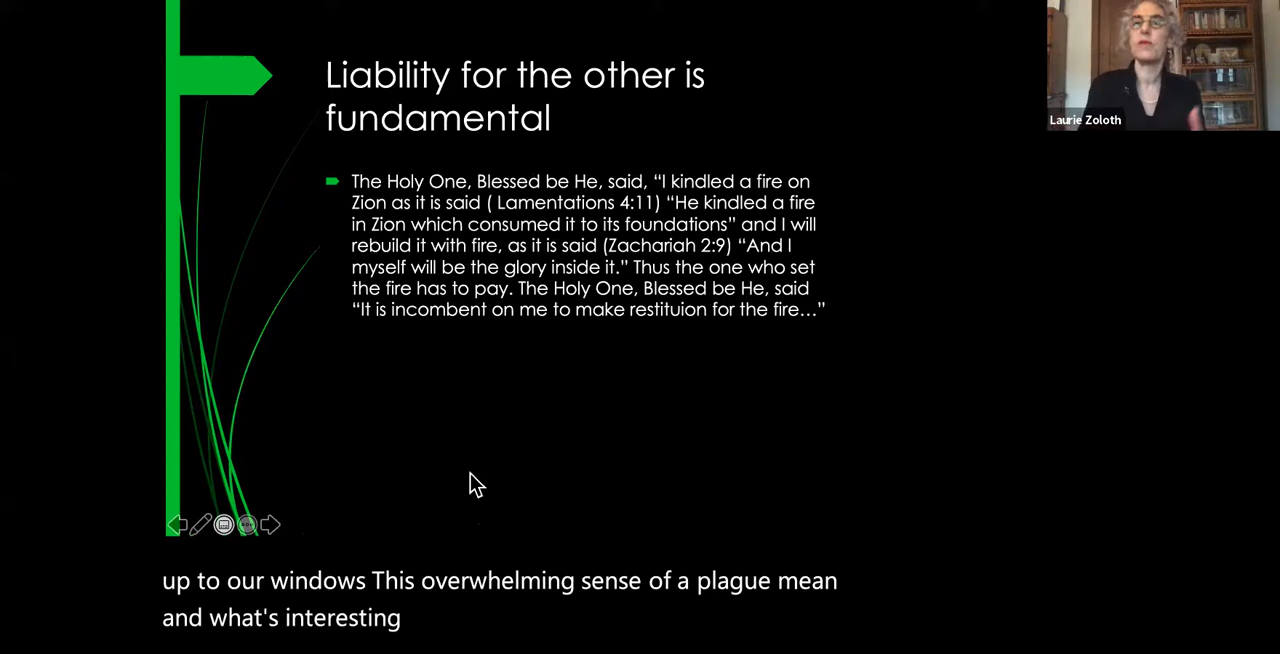 Liability for the other is
fundamental
The Holy One, Blessed be He, said, “I kindled a fire on
Zion as it is said ( Lamentations 4:11) “He kindled a fire
in Zion which consumed it to its foundations” and I will
rebuild it with fire, as it is said (Zachariah 2:9) “And I
myself will be the glory inside it.” Thus the one who set
the fire has to pay. The Holy One, Blessed be He, said
“It is incombent on me to make restituion for the fire…”
Laurie Zoloth
up to our windows This overwhelming sense of a plague mean
and what's interesting